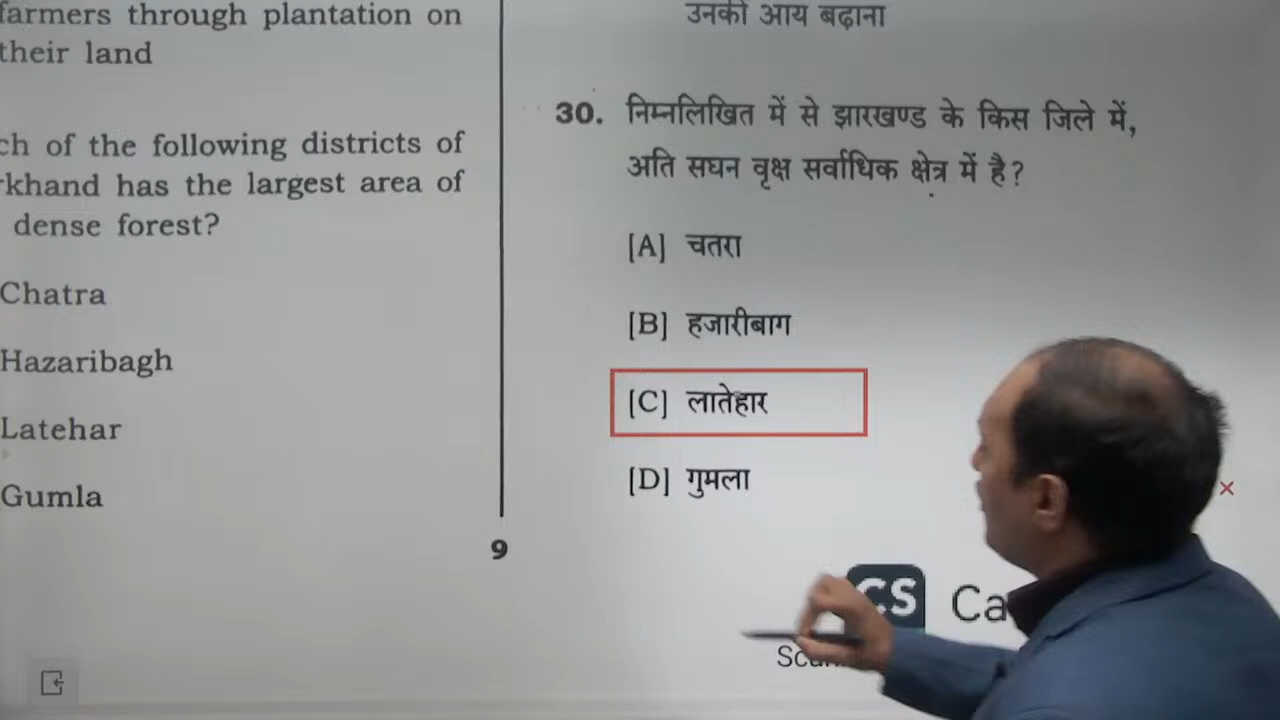 farmers through plantation on
their land
ch of the following districts of
rkhand has the largest area of
dense forest?
Chatra
Hazaribagh
Latehar
Gumla
उनकी आय बढ़ाना
30. निम्नलिखित में से झारखण्ड के किस जिले में,
अति सघन वृक्ष सर्वाधिक क्षेत्र में है?
[A] चतरा
[B] हजारीबाग
[C] लातेहार
[D] गुमला
9
CS Ca